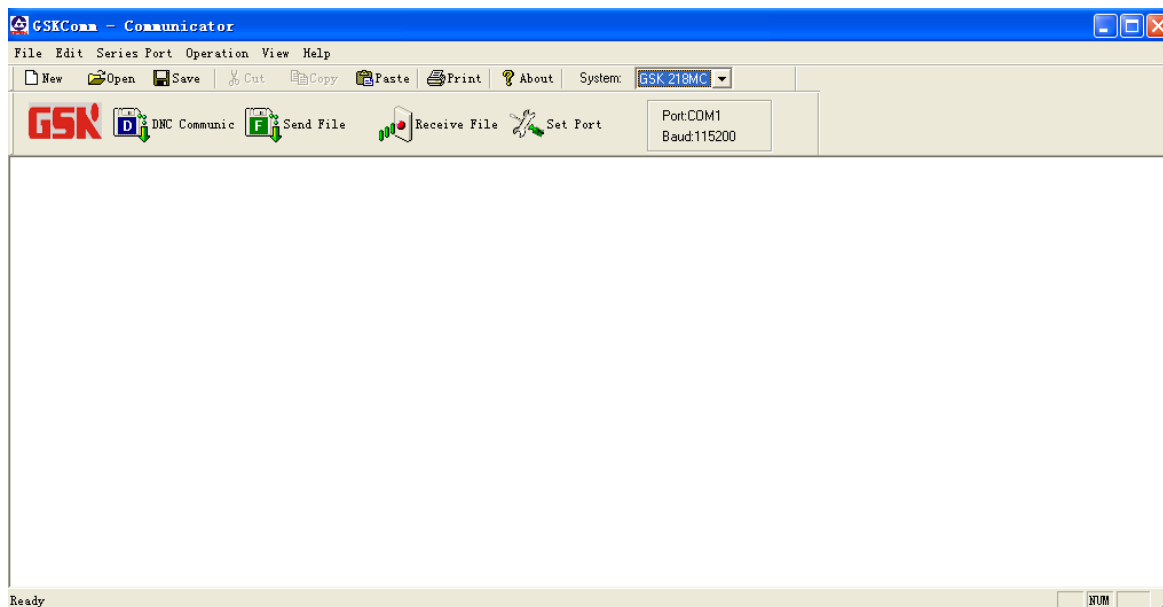 GSKComm - Communicator
File Edit Series Port Operation View Help
New Open Save Cut Copy Paste Print About System: GSK 218MC
GSK DNC Communic Send File Receive File Set Port Port:COM1
Baud:115200
D F
Ready NUM